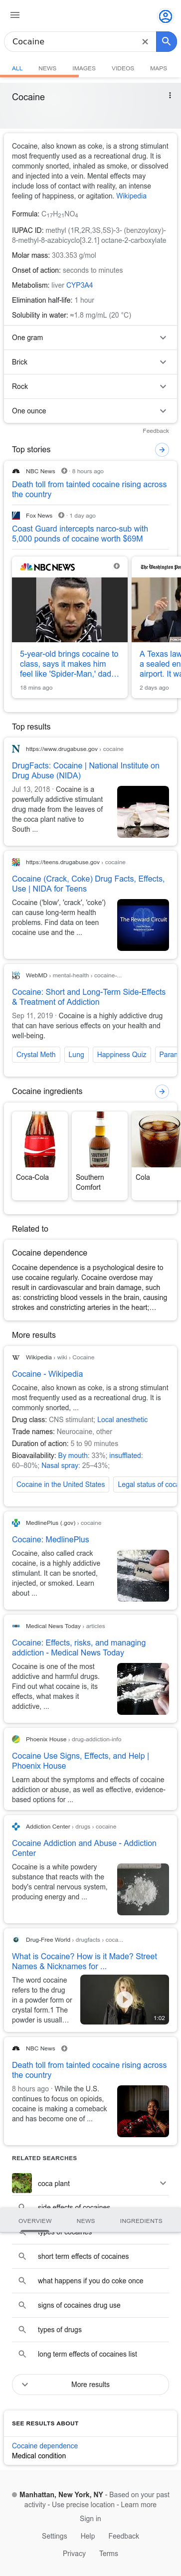 Cocaine
ALL NEWS IMAGES VIDEOS MAPS
Cocaine
Cocaine, also known as coke, is a strong stimulant
most frequently used as a recreational drug. It is
commonly snorted, inhaled as smoke, or dissolved
and injected into a vein. Mental effects may
include loss of contact with reality, an intense
feeling of happiness, or agitation. Wikipedia
Formula: C17H21NO4
IUPAC ID: methyl (1R,2R,3S,5S)-3- (benzoyloxy)-
8-methyl-8-azabicyclo[3.2.1] octane-2-carboxylate
Molar mass: 303.353 g/mol
Onset of action: seconds to minutes
Metabolism: liver CYP3A4
Elimination half-life: 1 hour
Solubility in water: ≈1.8 mg/mL (20 °C)
One gram
Brick
Rock
One ounce
Feedback
Top stories
NBC News · 8 hours ago
Death toll from tainted cocaine rising across
the country
Fox News · 1 day ago
Coast Guard intercepts narco-sub with
5,000 pounds of cocaine worth $69M
NBC NEWS
5-year-old brings cocaine to
class, says it makes him
feel like 'Spider-Man,' dad...
18 mins ago
The Washington Pos
A Texas law
a sealed en
airport. It wa
2 days ago
Top results
https://www.drugabuse.gov › cocaine
DrugFacts: Cocaine | National Institute on
Drug Abuse (NIDA)
Jul 13, 2018 · Cocaine is a
powerfully addictive stimulant
drug made from the leaves of
the coca plant native to
South ...
https://teens.drugabuse.gov › cocaine
Cocaine (Crack, Coke) Drug Facts, Effects,
Use | NIDA for Teens
Cocaine ('blow', 'crack', 'coke')
can cause long-term health
problems. Find data on teen
cocaine use and the ...
The Reward Circuit
WebMD › mental-health › cocaine-...
Cocaine: Short and Long-Term Side-Effects
& Treatment of Addiction
Sep 11, 2019 · Cocaine is a highly addictive drug
that can have serious effects on your health and
well-being.
Crystal Meth Lung Happiness Quiz Paran
Cocaine ingredients
Coca-Cola
Southern
Comfort
Cola
Related to
Cocaine dependence
Cocaine dependence is a psychological desire to
use cocaine regularly. Cocaine overdose may
result in cardiovascular and brain damage, such
as: constricting blood vessels in the brain, causing
strokes and constricting arteries in the heart;...
More results
Wikipedia › wiki › Cocaine
Cocaine - Wikipedia
Cocaine, also known as coke, is a strong stimulant
most frequently used as a recreational drug. It is
commonly snorted, ...
Drug class: CNS stimulant; Local anesthetic
Trade names: Neurocaine, other
Duration of action: 5 to 90 minutes
Bioavailability: By mouth: 33%; insufflated:
60–80%; Nasal spray: 25–43%;
Cocaine in the United States Legal status of coca
MedlinePlus (.gov) › cocaine
Cocaine: MedlinePlus
Cocaine, also called crack
cocaine, is a highly addictive
stimulant. It can be snorted,
injected, or smoked. Learn
about ...
Medical News Today › articles
Cocaine: Effects, risks, and managing
addiction - Medical News Today
Cocaine is one of the most
addictive and harmful drugs.
Find out what cocaine is, its
effects, what makes it
addictive, ...
Phoenix House › drug-addiction-info
Cocaine Use Signs, Effects, and Help |
Phoenix House
Learn about the symptoms and effects of cocaine
addiction or abuse, as well as effective, evidence-
based options for ...
Addiction Center › drugs › cocaine
Cocaine Addiction and Abuse - Addiction
Center
Cocaine is a white powdery
substance that reacts with the
body's central nervous system,
producing energy and ...
Drug-Free World › drugfacts › coca...
What is Cocaine? How is it Made? Street
Names & Nicknames for ...
The word cocaine
refers to the drug
in a powder form or
crystal form.1 The
powder is usuall...
1:02
NBC News
Death toll from tainted cocaine rising across
the country
8 hours ago · While the U.S.
continues to focus on opioids,
cocaine is making a comeback
and has become one of ...
RELATED SEARCHES
coca plant
side effects of cocaines
OVERVIEW NEWS INGREDIENTS
types of cocaines
short term effects of cocaines
what happens if you do coke once
signs of cocaines drug use
types of drugs
long term effects of cocaines list
More results
SEE RESULTS ABOUT
Cocaine dependence
Medical condition
Manhattan, New York, NY - Based on your past
activity - Use precise location - Learn more
Sign in
Settings Help Feedback
Privacy Terms